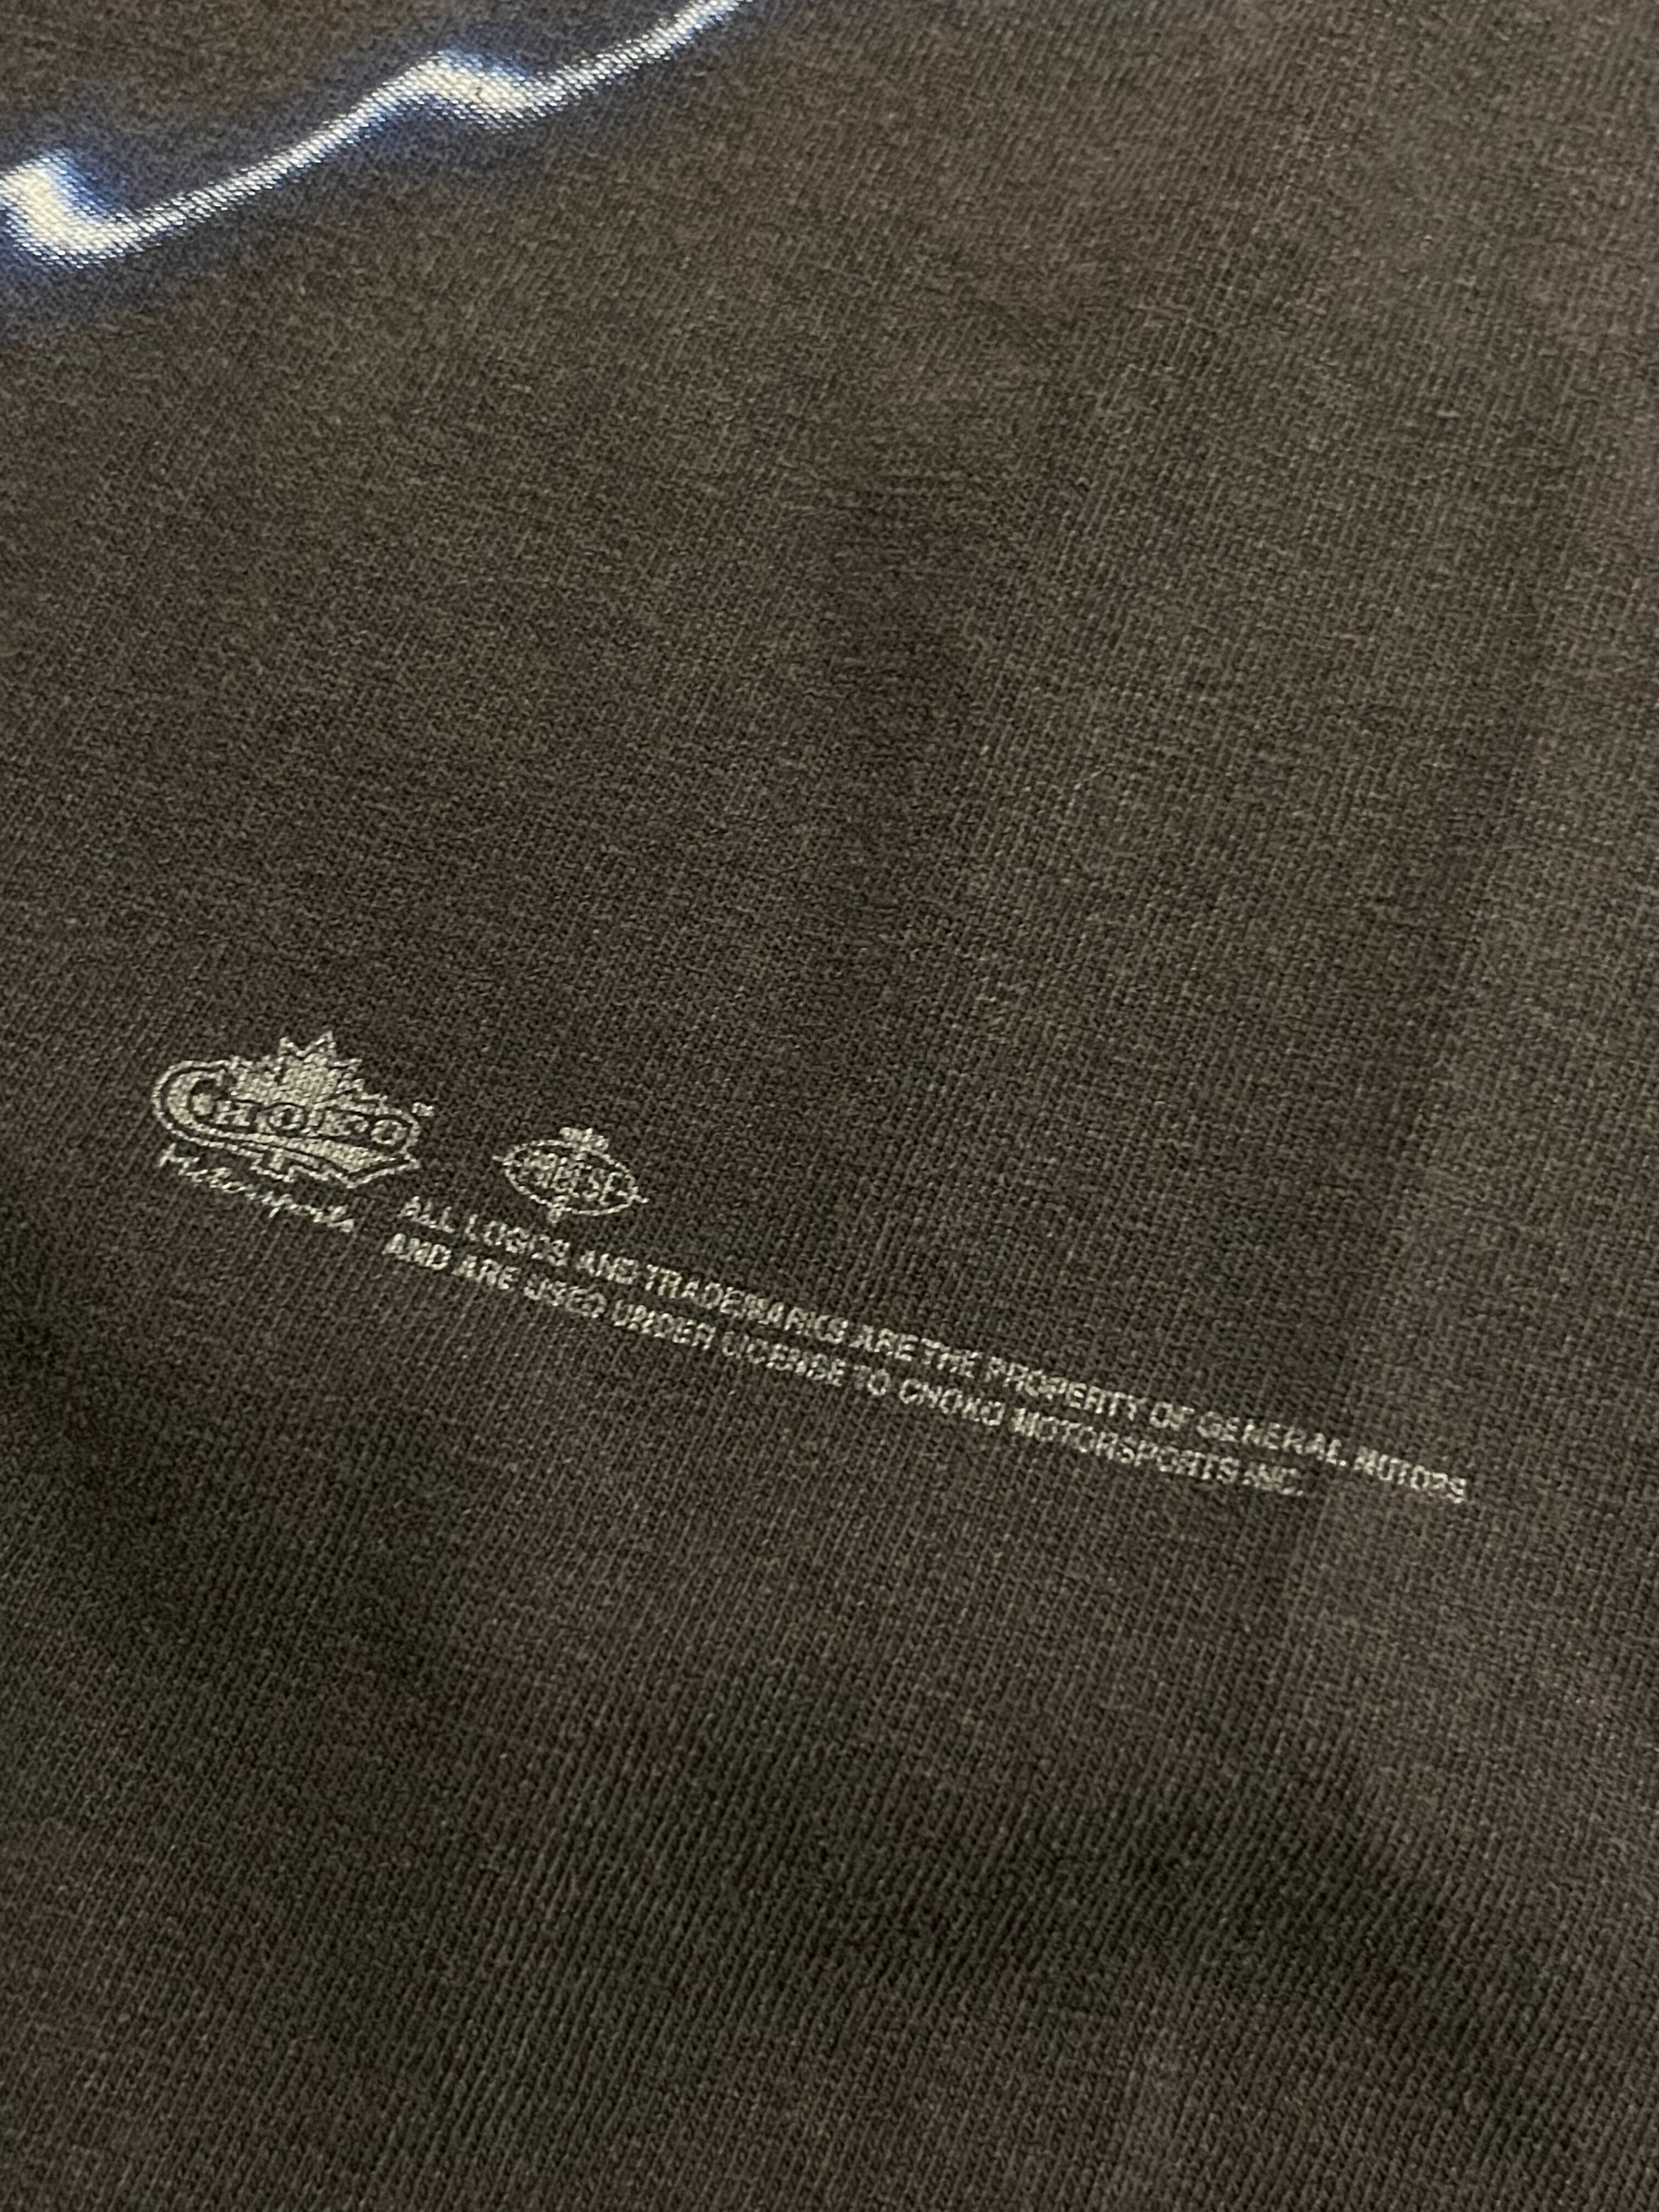 CHOKO
Motorsports
ALL LOGOS AND TRADEMARKS ARE THE PROPERTY OF GENERAL MOTORS
AND ARE USED UNDER LICENSE TO CHOKO MOTORSPORTS INC.